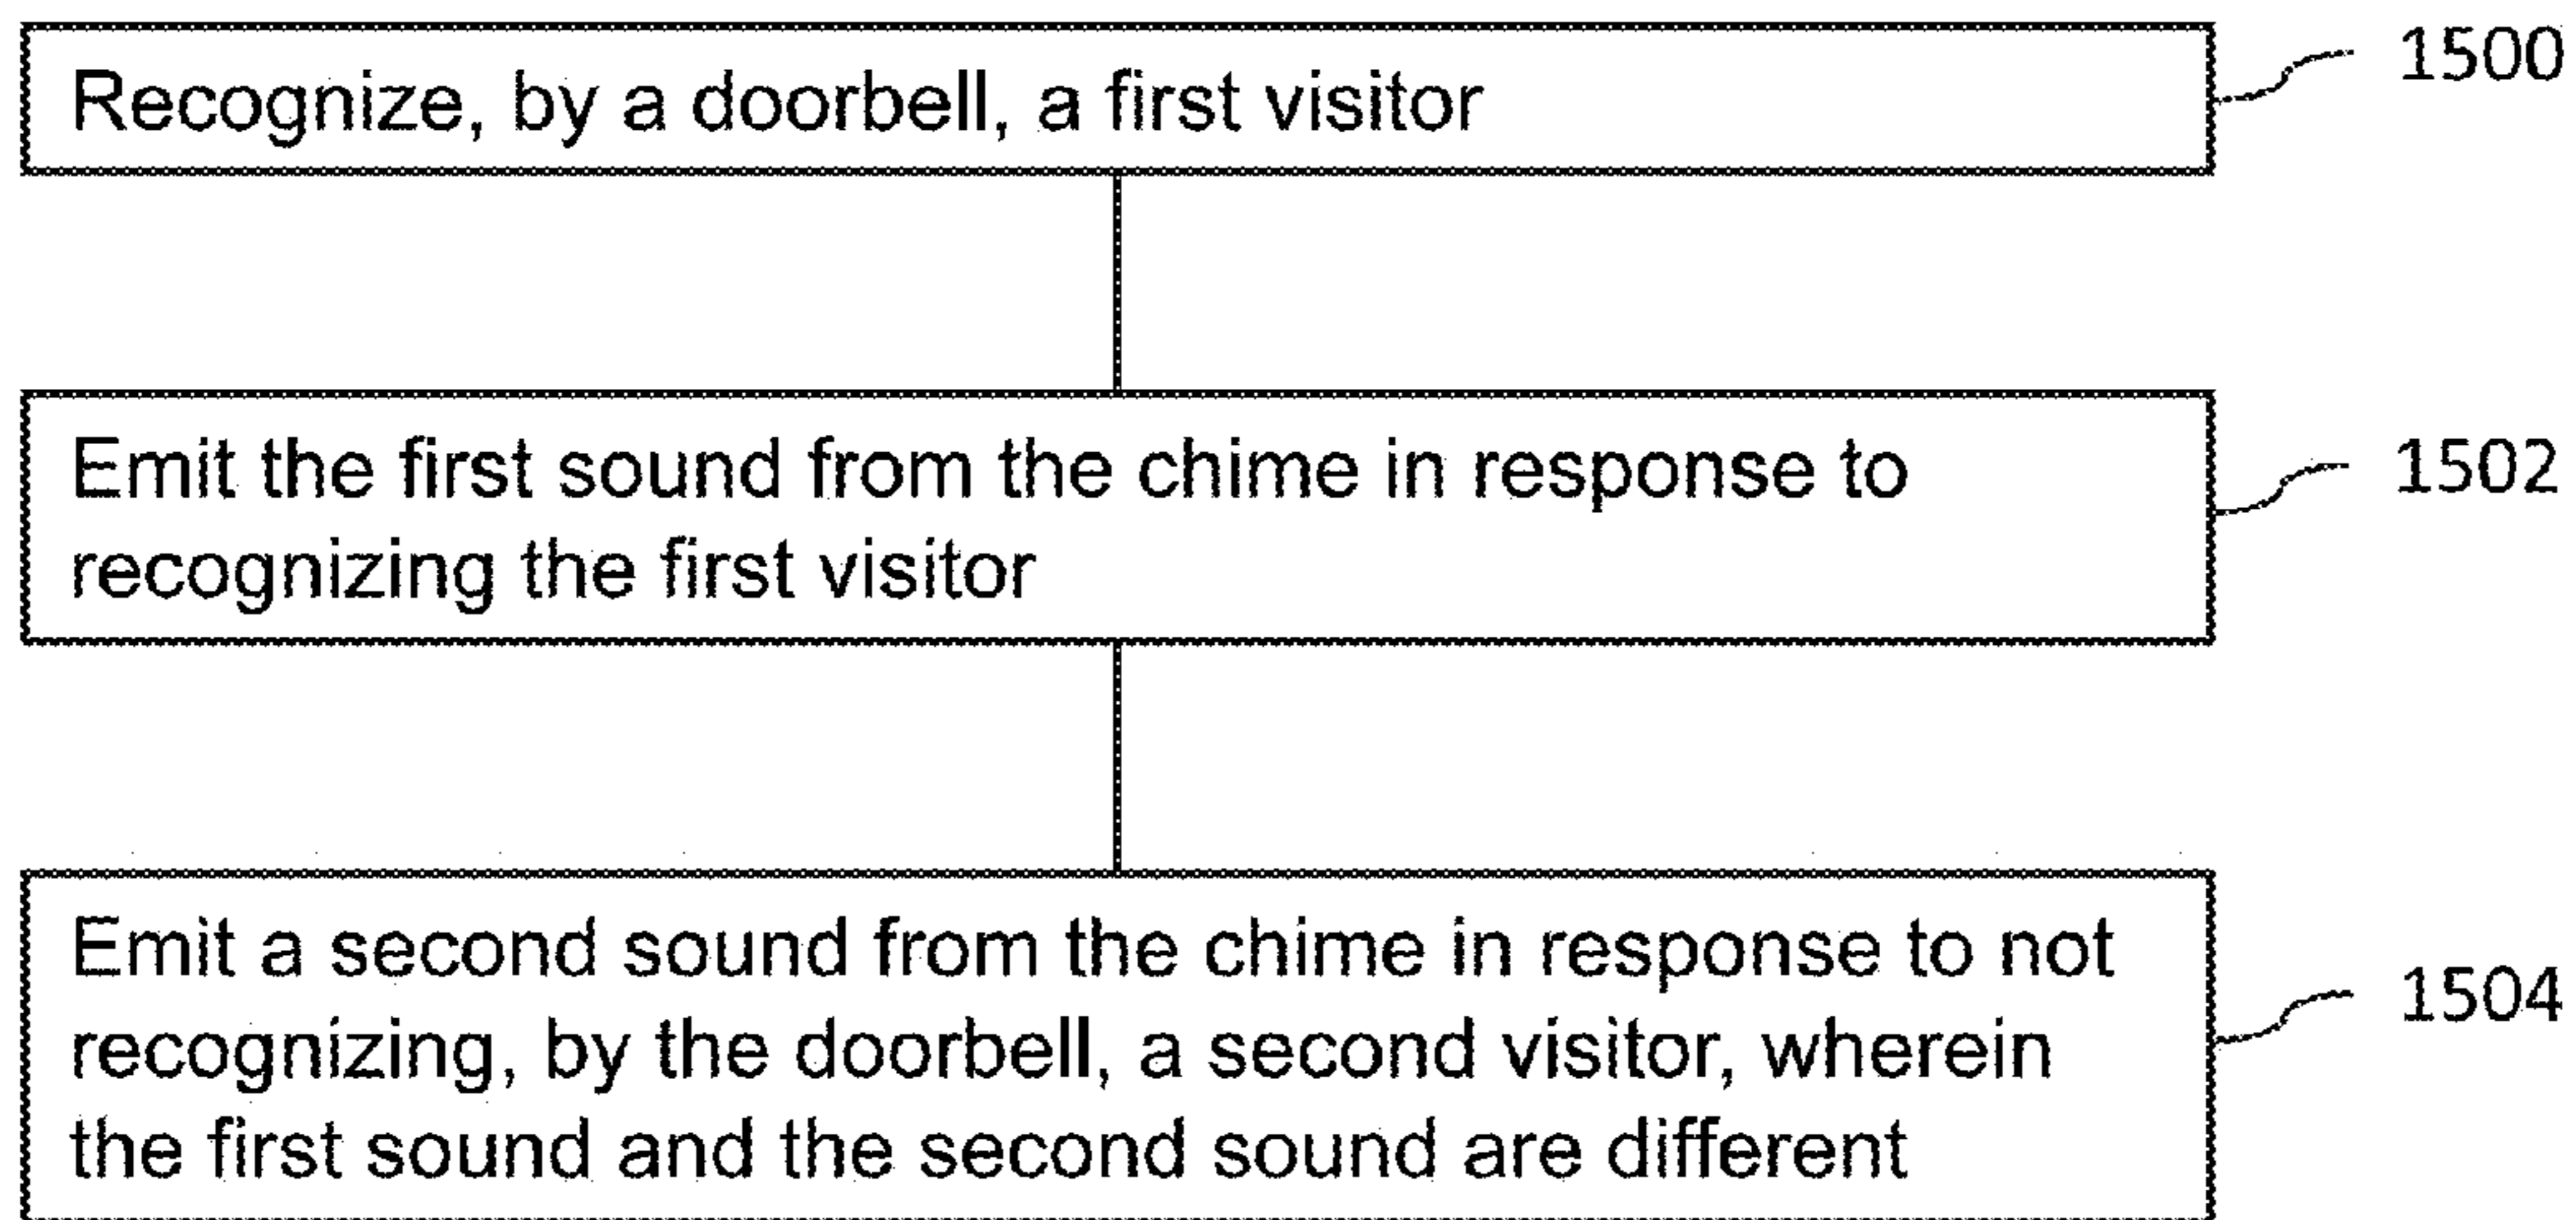 Recognize, by a doorbell, a first visitor
1500
Emit the first sound from the chime in response to
recognizing the first visitor
1502
Emit a second sound from the chime in response to not
recognizing, by the doorbell, a second visitor, wherein
the first sound and the second sound are different
1504